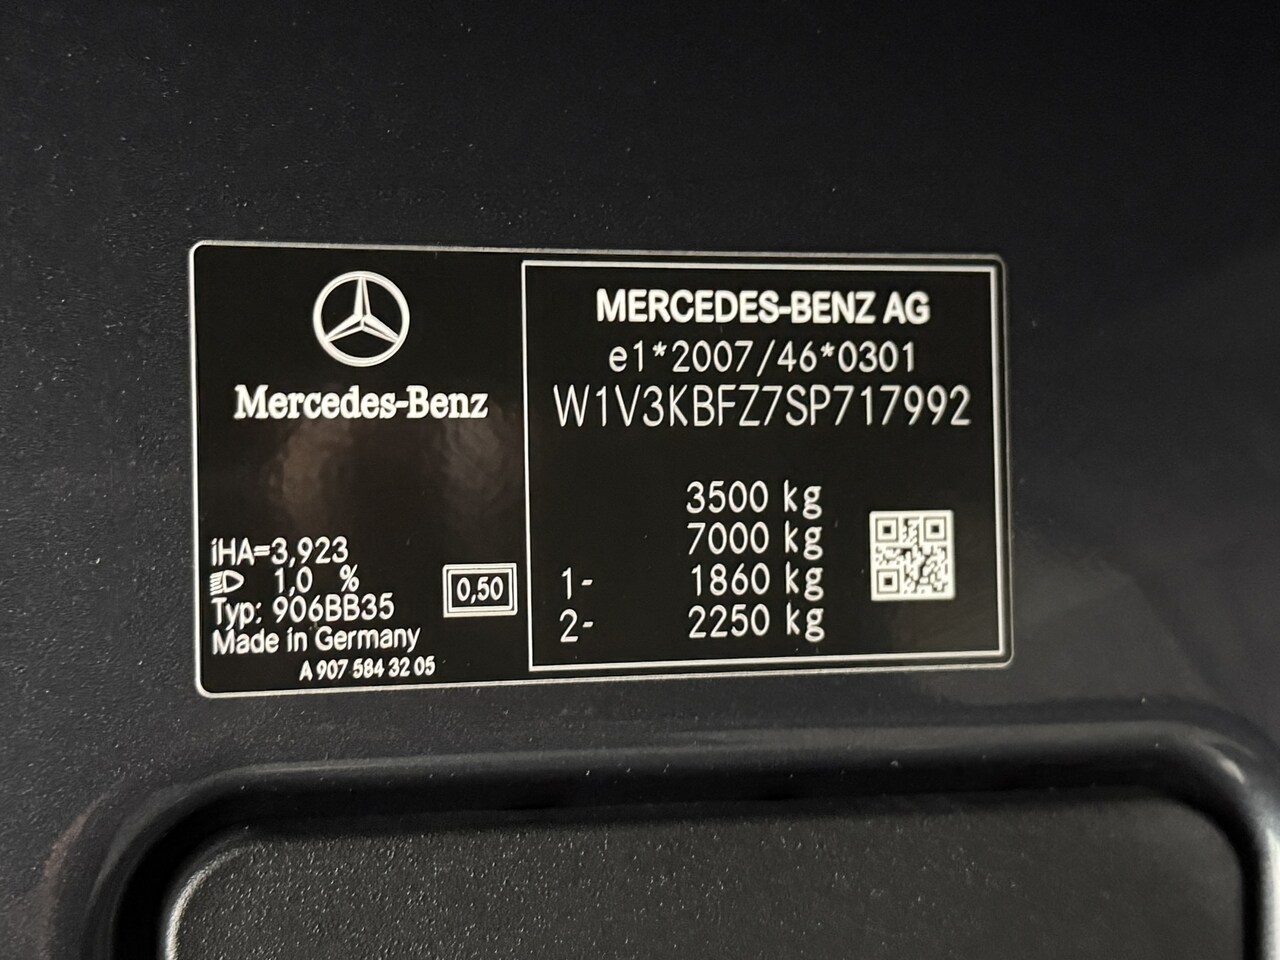 Mercedes-Benz
iHA=3,923
1,0 %
Typ: 906BB35
Made in Germany
A 907 584 32 05
0,50
MERCEDES-BENZ AG
e1*2007/46*0301
W1V3KBFZ7SP717992
3500 kg
7000 kg
1- 1860 kg
2- 2250 kg